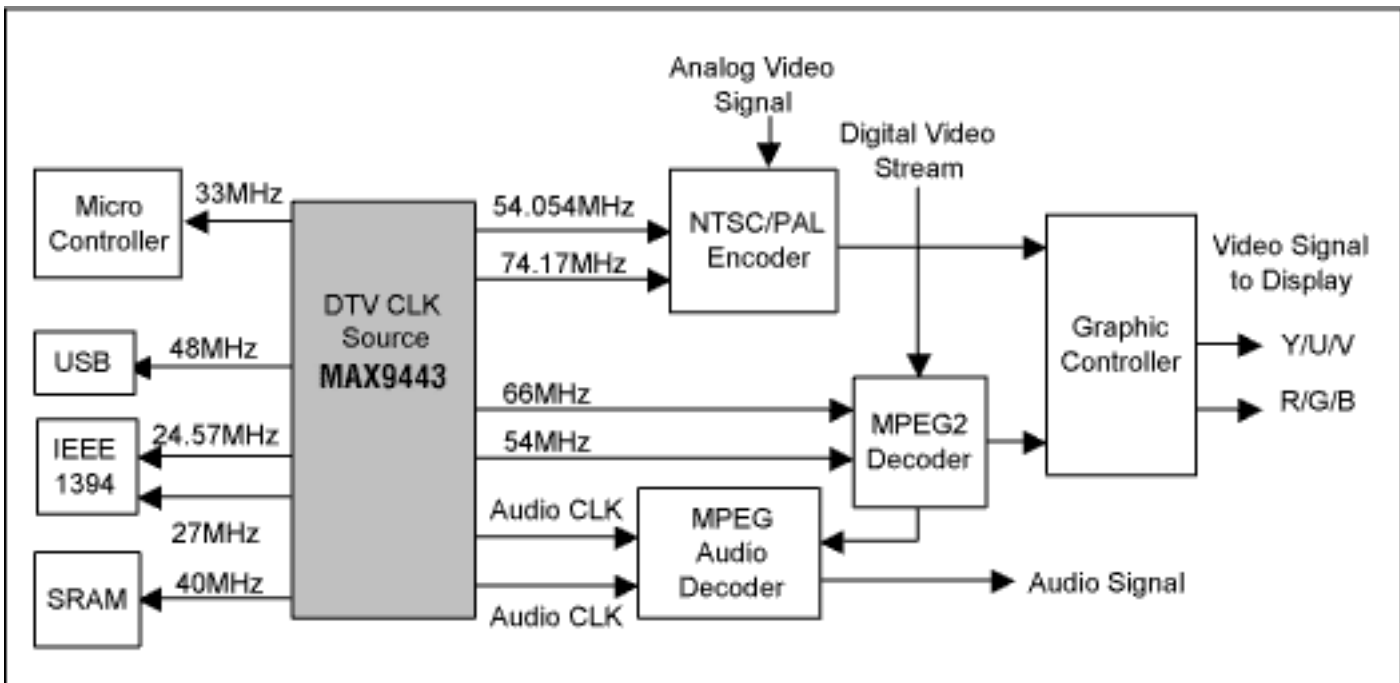 Analog Video
Signal
Digital Video
Stream
Micro
Controller
33MHz
USB
48MHz
IEEE
1394
24.57MHz
27MHz
SRAM
40MHz
DTV CLK
Source
MAX9443
54.054MHz
74.17MHz
66MHz
54MHz
Audio CLK
Audio CLK
NTSC/PAL
Encoder
MPEG2
Decoder
MPEG
Audio
Decoder
Graphic
Controller
Video Signal
to Display
Y/U/V
R/G/B
Audio Signal